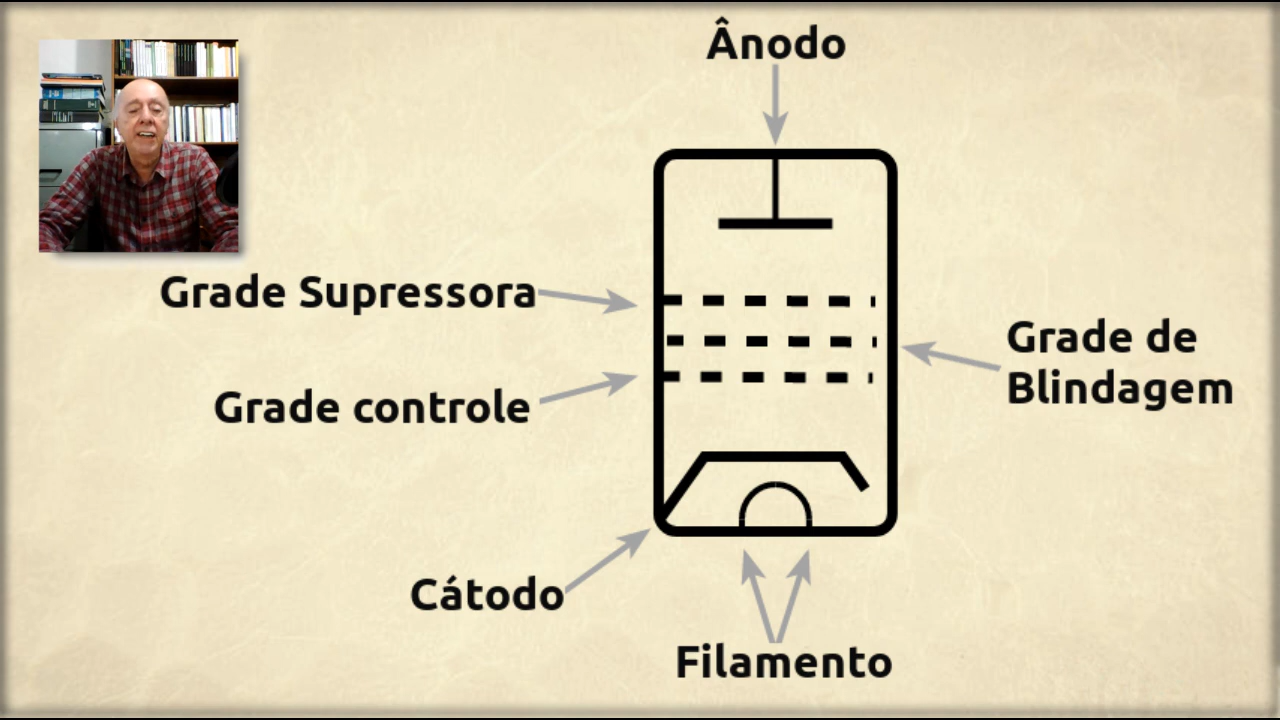 Ânodo
Grade Supressora
Grade de
Blindagem
Grade controle
Cátodo
Filamento